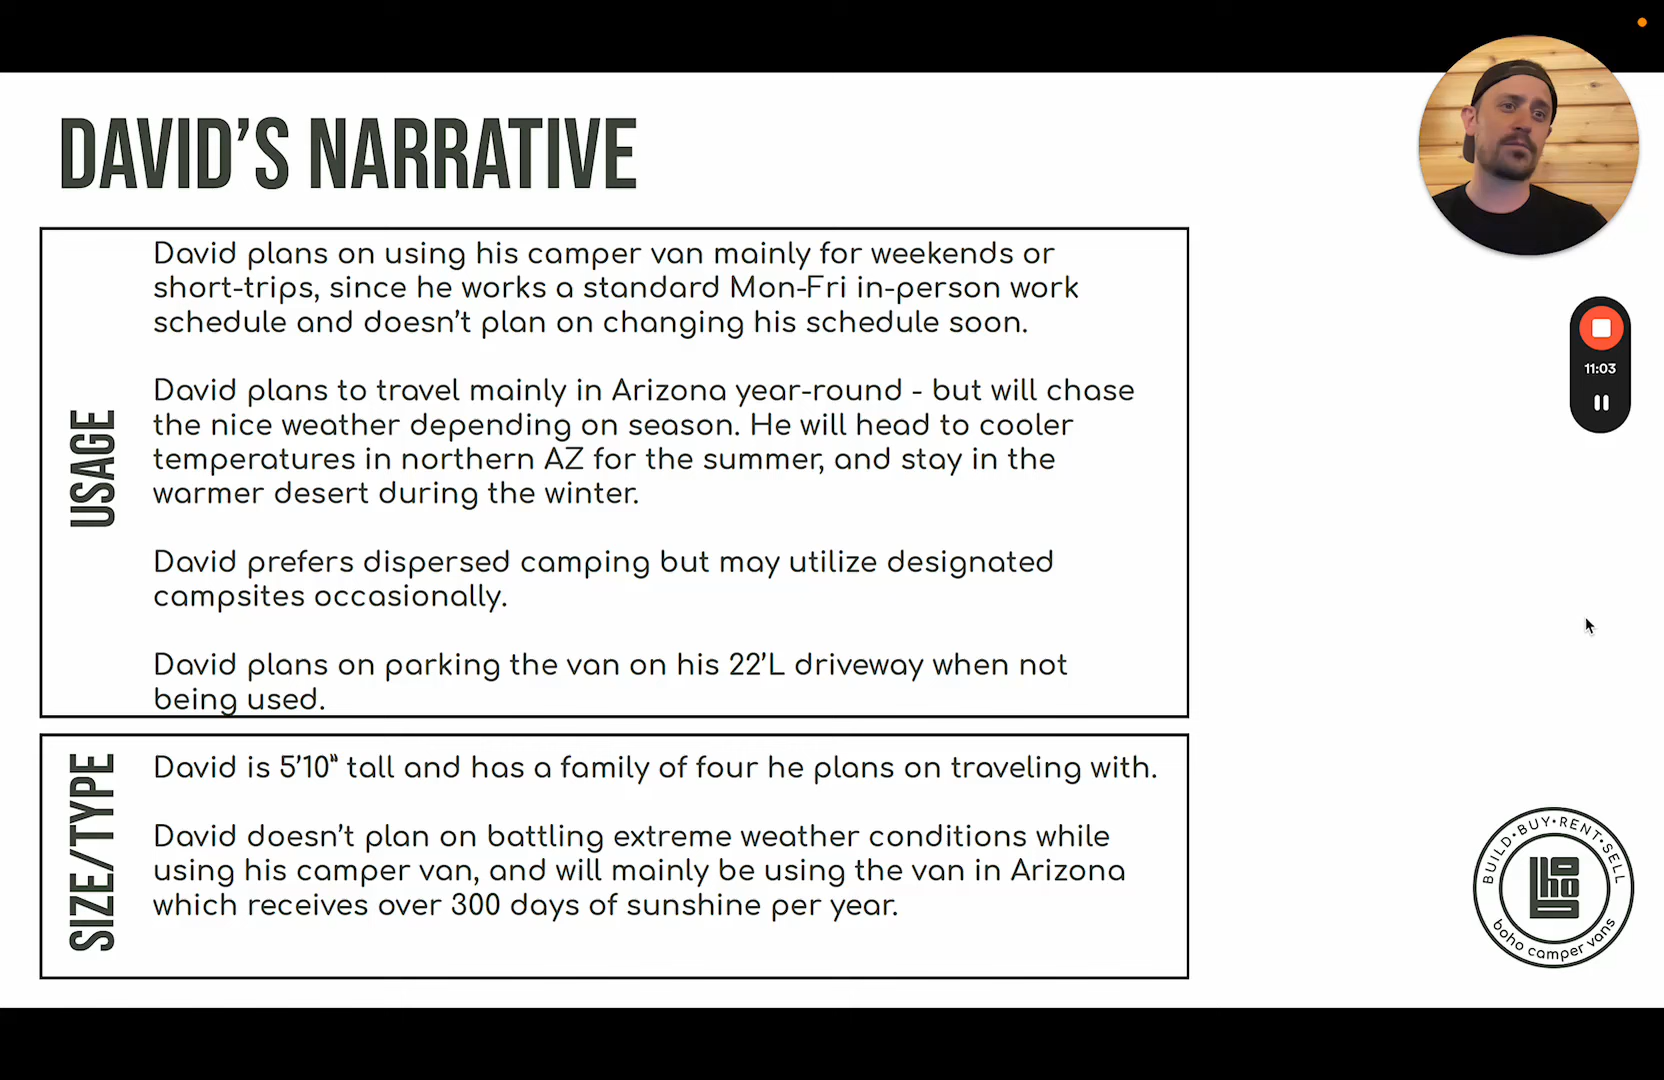 DAVID'S NARRATIVE
USAGE
David plans on using his camper van mainly for weekends or
short-trips, since he works a standard Mon-Fri in-person work
schedule and doesn't plan on changing his schedule soon.
David plans to travel mainly in Arizona year-round - but will chase
the nice weather depending on season. He will head to cooler
temperatures in northern AZ for the summer, and stay in the
warmer desert during the winter.
David prefers dispersed camping but may utilize designated
campsites occasionally.
David plans on parking the van on his 22'L driveway when not
being used.
SIZE/TYPE
David is 5'10” tall and has a family of four he plans on traveling with.
David doesn't plan on battling extreme weather conditions while
using his camper van, and will mainly be using the van in Arizona
which receives over 300 days of sunshine per year.
11:03
BUILD•BUY•RENT•SELL
boho
boho camper vans